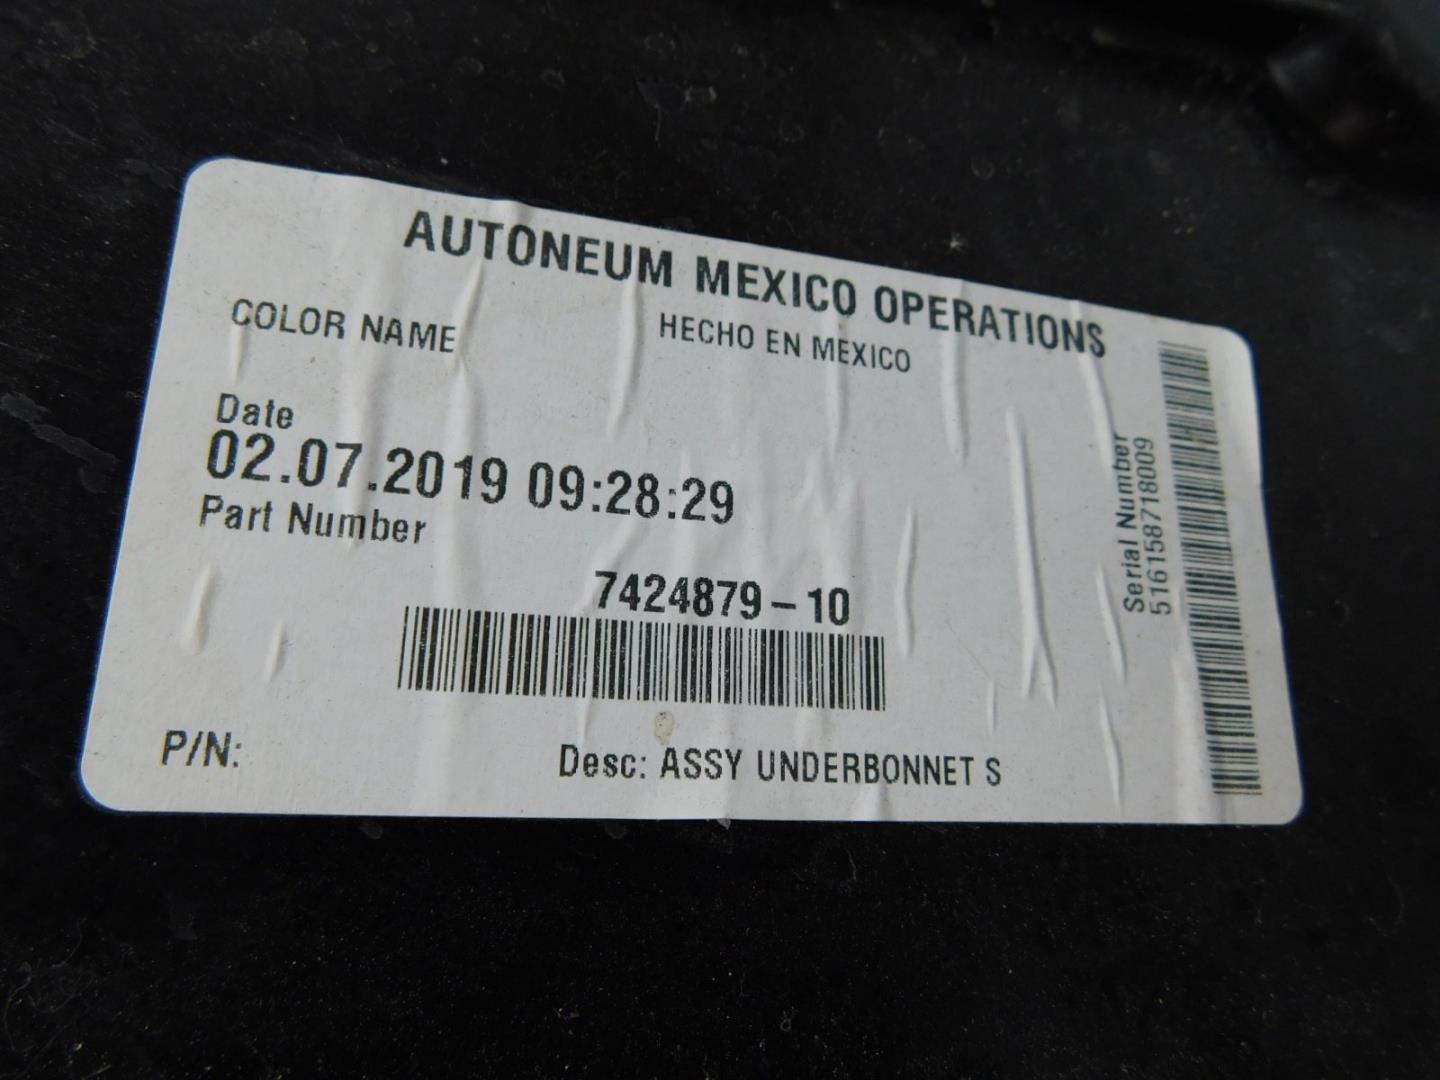 AUTONEUM MEXICO OPERATIONS
COLOR NAME
HECHO EN MEXICO
Date
02.07.2019 09:28:29
Part Number
7424879-10
P/N:
Desc: ASSY UNDERBONNET S
Serial Number
516158718009